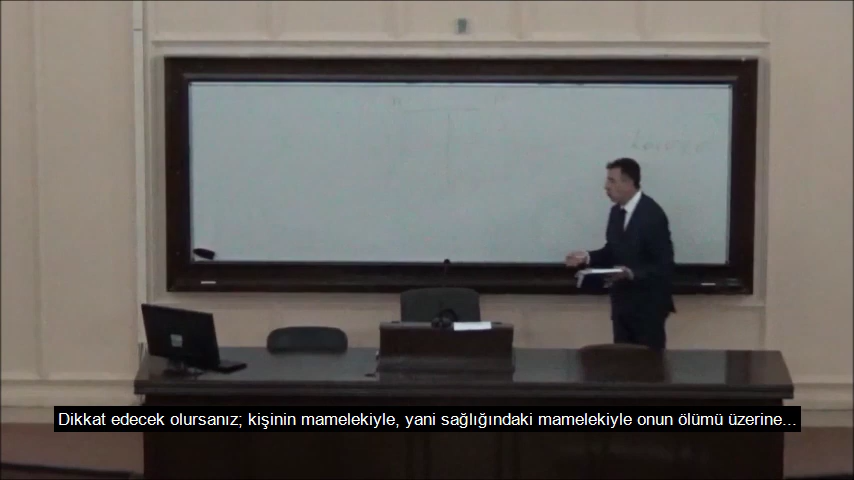 Dikkat edecek olursanız; kişinin mamelekiyle, yani sağlığındaki mamelekiyle onun ölümü üzerine...